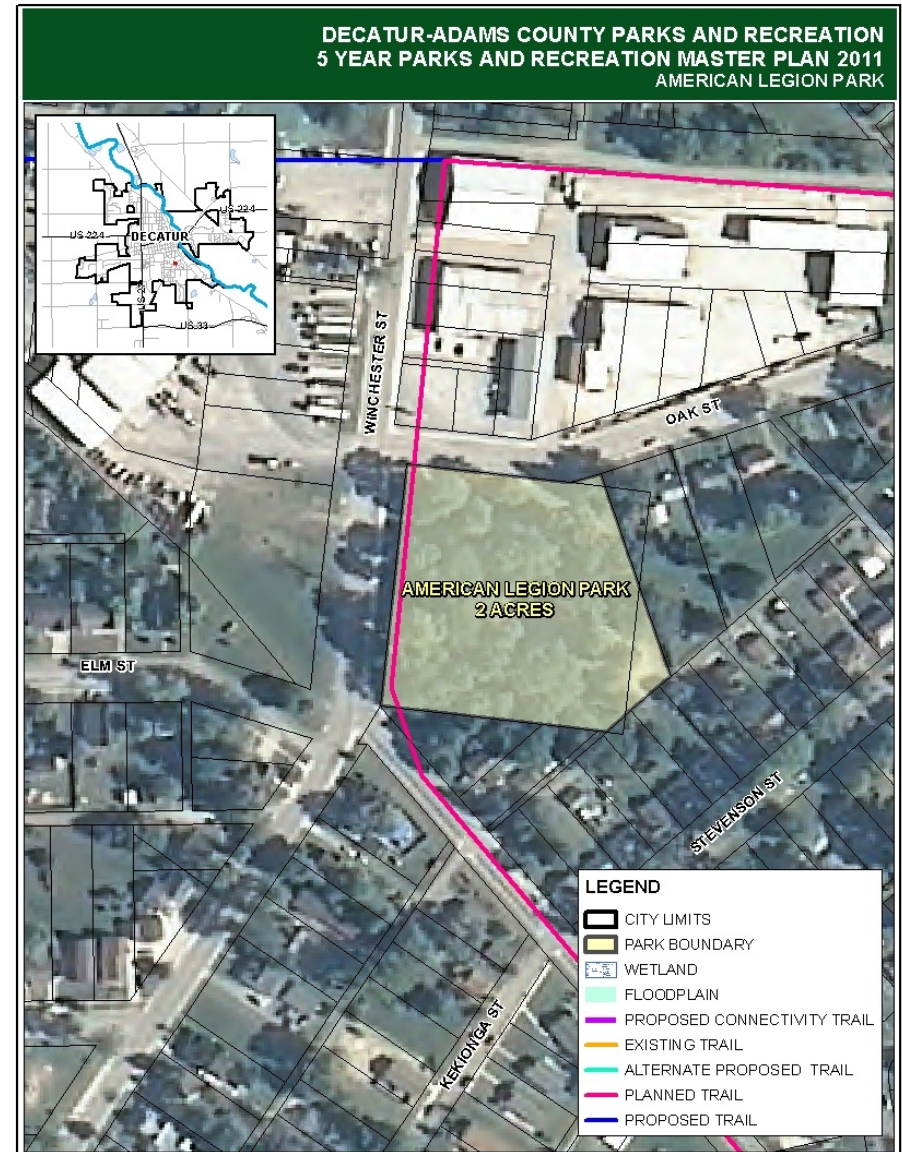 DECATUR-ADAMS COUNTY PARKS AND RECREATION
5 YEAR PARKS AND RECREATION MASTER PLAN 2011
AMERICAN LEGION PARK
US 224
US 224
DECATUR
US 33
WINCHESTER ST
OAK ST
AMERICAN LEGION PARK
2 ACRES
ELM ST
STEVENSON ST
KEKIONGA ST
LEGEND
CITY LIMITS
PARK BOUNDARY
WETLAND
FLOODPLAIN
PROPOSED CONNECTIVITY TRAIL
EXISTING TRAIL
ALTERNATE PROPOSED TRAIL
PLANNED TRAIL
PROPOSED TRAIL